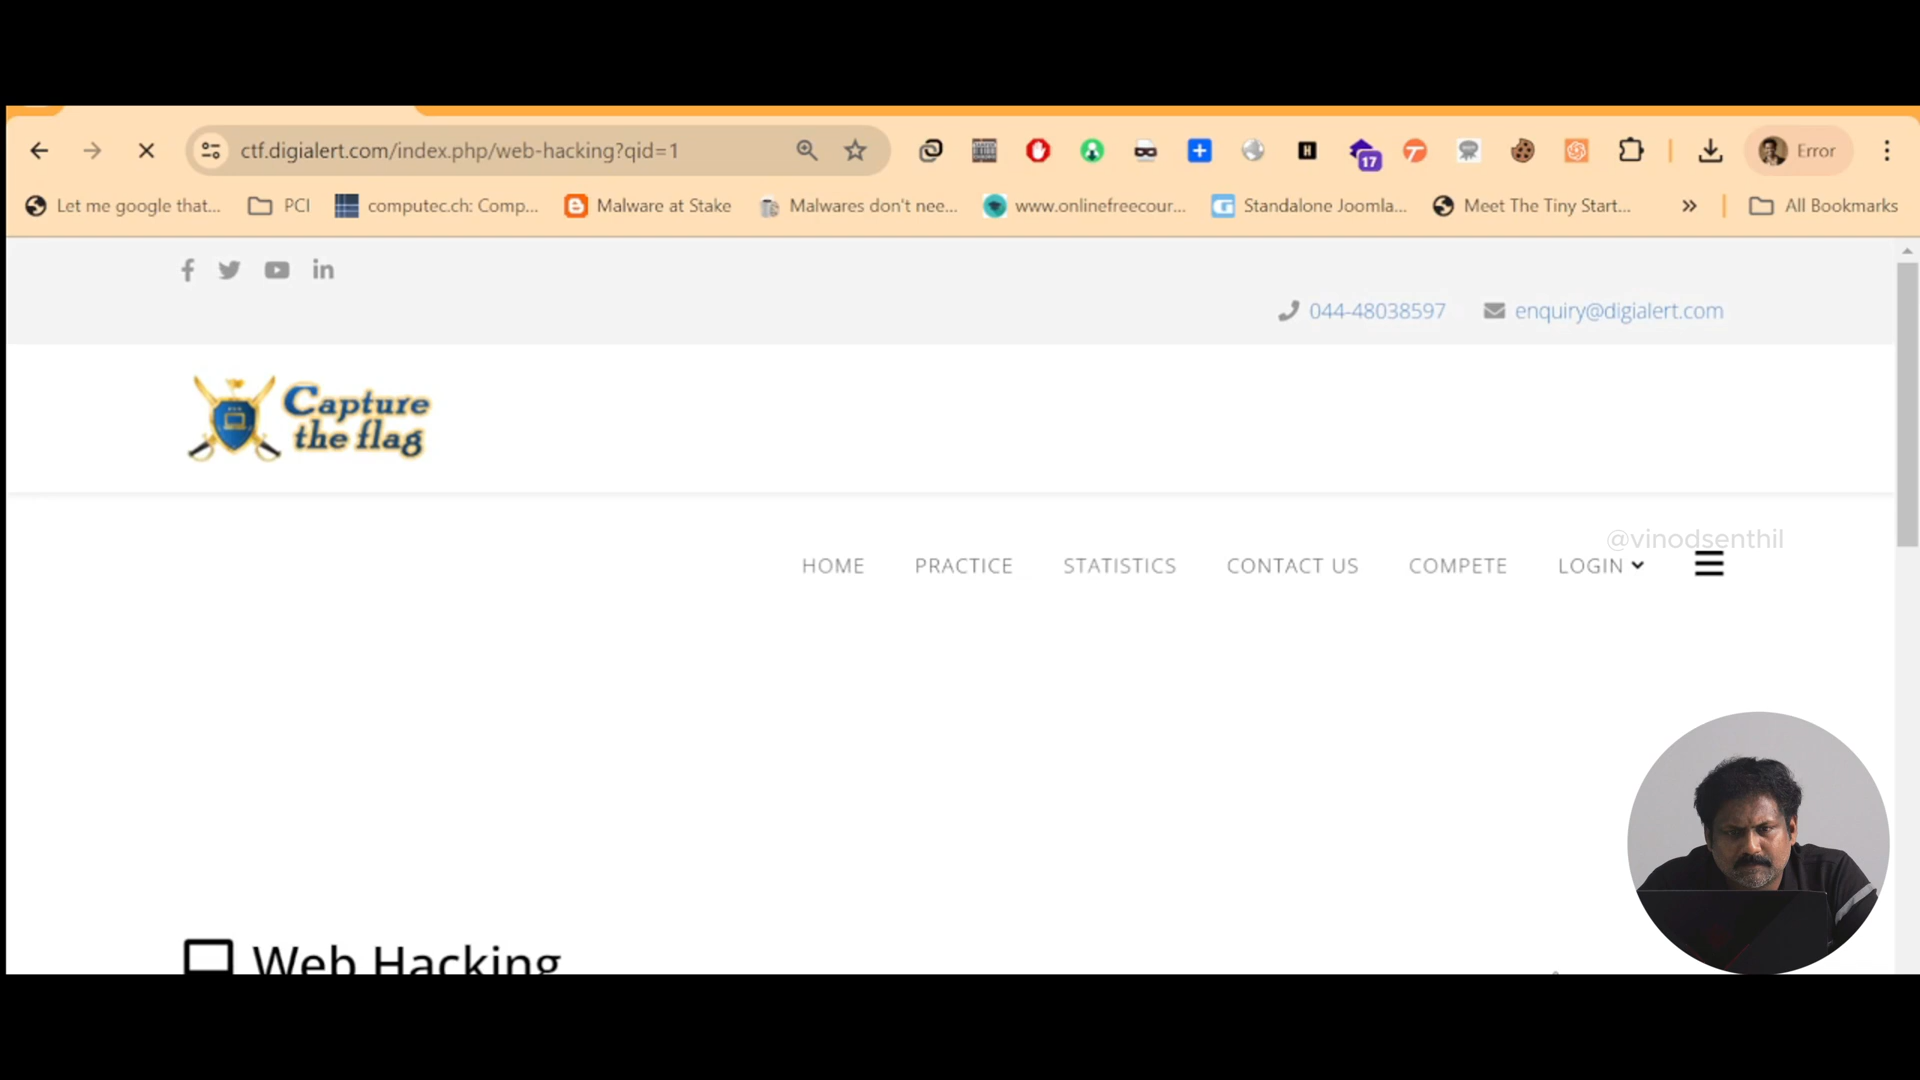 ctf.digialert.com/index.php/web-hacking?qid=1
17
Error
Let me google that...
PCI
computec.ch: Comp...
Malware at Stake
Malwares don't nee...
www.onlinefreecour...
Standalone Joomla...
Meet The Tiny Start...
All Bookmarks
044-48038597
enquiry@digialert.com
Capture
the flag
@vinodsenthil
HOME
PRACTICE
STATISTICS
CONTACT US
COMPETE
LOGIN
Web Hacking